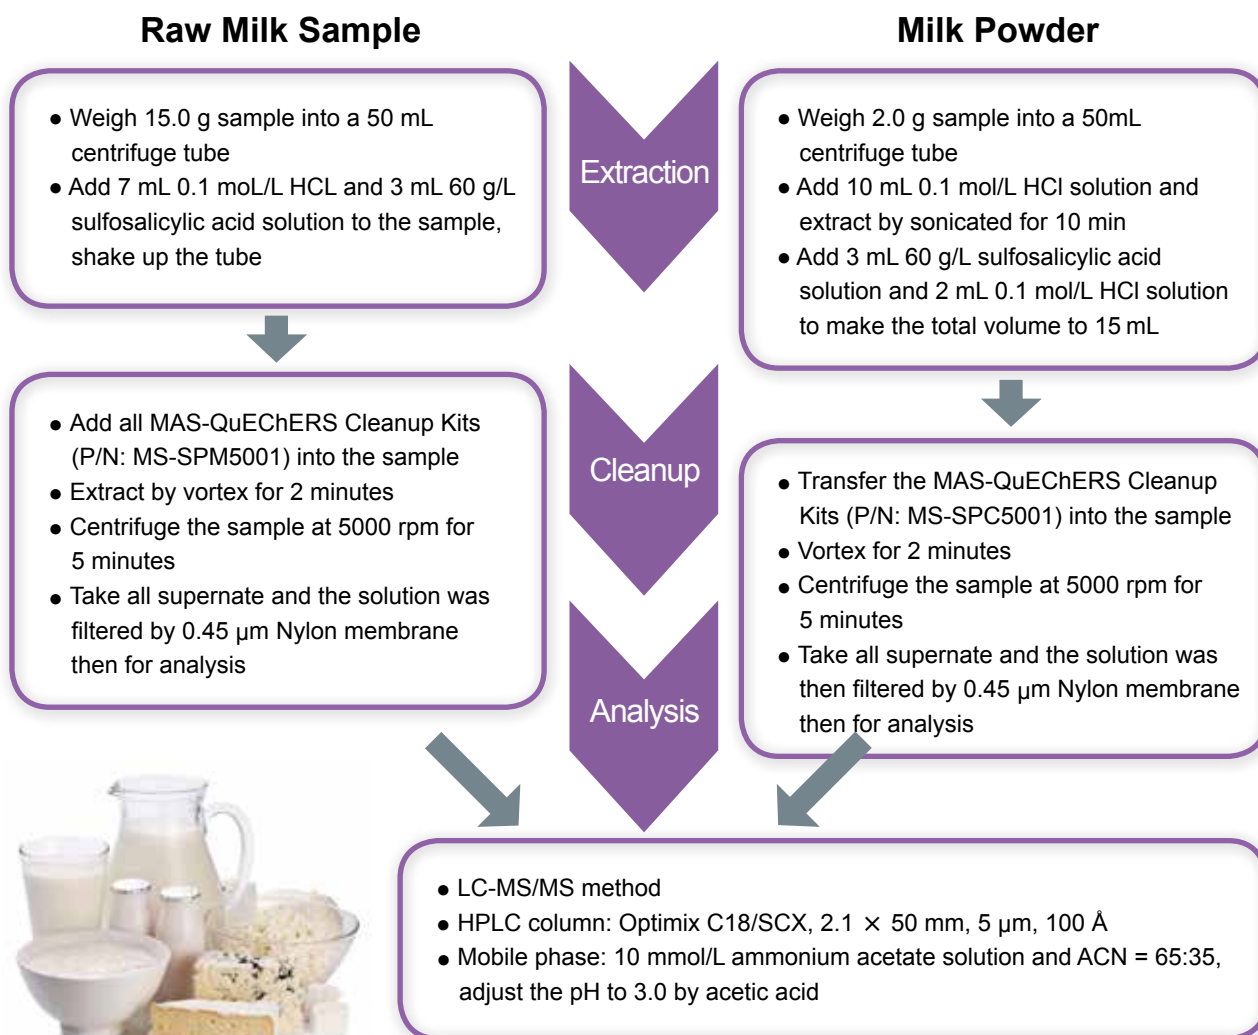 Raw Milk Sample
● Weigh 15.0 g sample into a 50 mL
centrifuge tube
● Add 7 mL 0.1 moL/L HCL and 3 mL 60 g/L
sulfosalicylic acid solution to the sample,
shake up the tube
● Add all MAS-QuEChERS Cleanup Kits
(P/N: MS-SPM5001) into the sample
● Extract by vortex for 2 minutes
● Centrifuge the sample at 5000 rpm for
5 minutes
● Take all supernate and the solution was
filtered by 0.45 µm Nylon membrane
then for analysis
Extraction
Cleanup
Analysis
Milk Powder
● Weigh 2.0 g sample into a 50mL
centrifuge tube
● Add 10 mL 0.1 mol/L HCl solution and
extract by sonicated for 10 min
● Add 3 mL 60 g/L sulfosalicylic acid
solution and 2 mL 0.1 mol/L HCl solution
to make the total volume to 15 mL
● Transfer the MAS-QuEChERS Cleanup
Kits (P/N: MS-SPC5001) into the sample
● Vortex for 2 minutes
● Centrifuge the sample at 5000 rpm for
5 minutes
● Take all supernate and the solution was
then filtered by 0.45 µm Nylon membrane
then for analysis
● LC-MS/MS method
● HPLC column: Optimix C18/SCX, 2.1 × 50 mm, 5 µm, 100 Å
● Mobile phase: 10 mmol/L ammonium acetate solution and ACN = 65:35,
adjust the pH to 3.0 by acetic acid